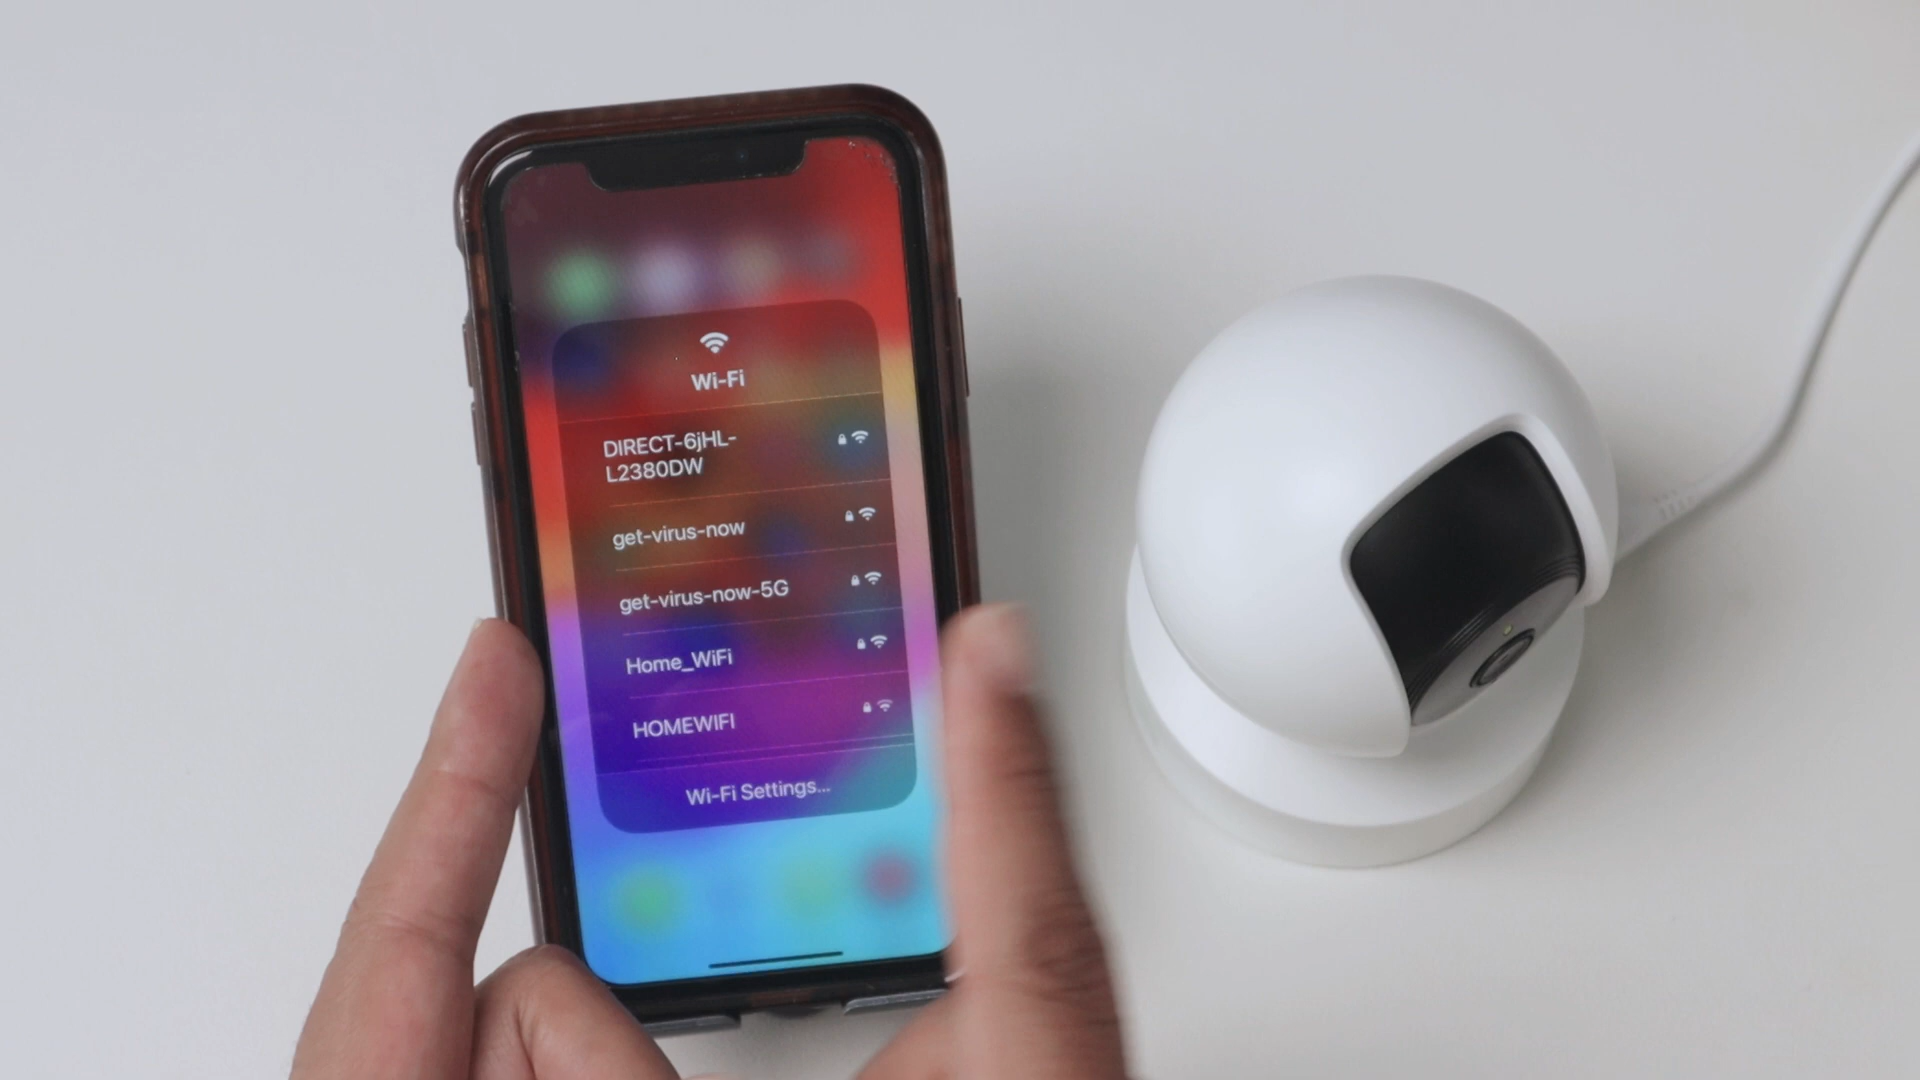 Wi-Fi
DIRECT-6jHL-
L2380DW
get-virus-now
get-virus-now-5G
Home_WiFi
HOMEWIFI
Wi-Fi Settings...